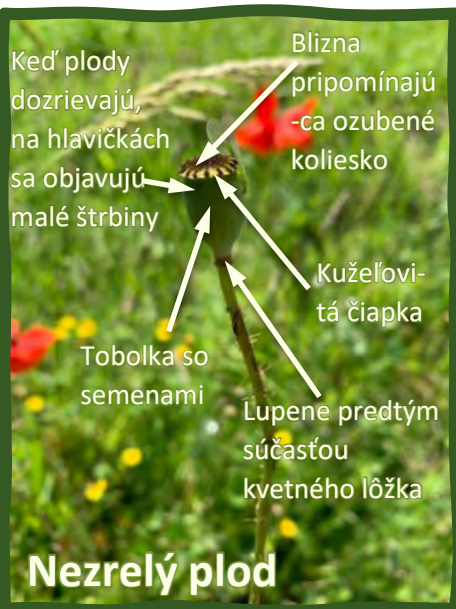 Keď plody
dozrievajú,
na hlavičkách
sa objavujú
malé štrbiny
Blizna
pripomínajú
-ca ozubené
koliesko
Kužeľovi-
tá čiapka
Tobolka so
semenami
Lupene predtým
súčasťou
kvetného lôžka
Nezrelý plod